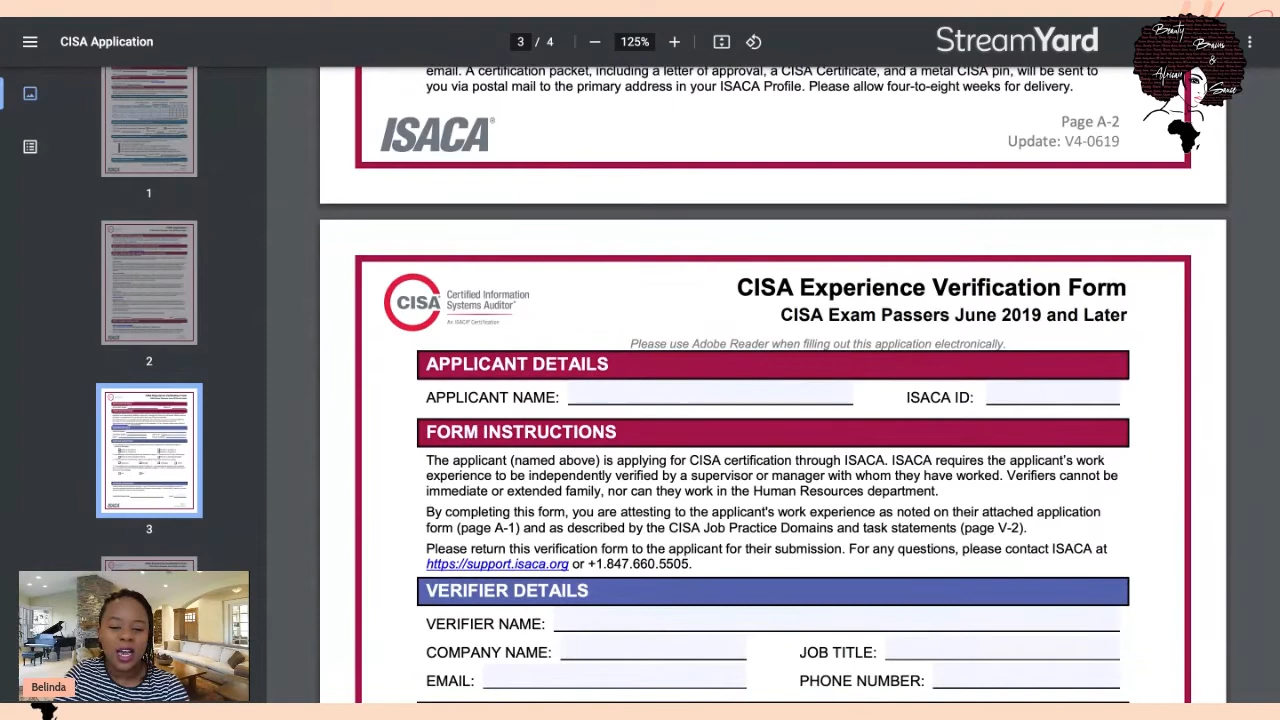 CISA Application
4
125%
StreamYard
Beauty
Brains
&
African
Sauce
email. A certification packet, including a letter of approval, a CISA Certificate, and a metal CISA pin, will be sent
you via postal mail to the primary address in your ISACA Profile. Please allow four-to-eight weeks for delivery.
ISACA®
Page A-2
Update: V4-0619
1
2
3
CISA Certified Information
Systems Auditor
An ISACA Certification
CISA Experience Verification Form
CISA Exam Passers June 2019 and Later
Please use Adobe Reader when filling out this application electronically.
APPLICANT DETAILS
APPLICANT NAME:
ISACA ID:
FORM INSTRUCTIONS
The applicant (named above) is applying for CISA certification through ISACA. ISACA requires the applicant's work
experience to be independently verified by a supervisor or manager with whom they have worked. Verifiers cannot be
immediate or extended family, nor can they work in the Human Resources department.
By completing this form, you are attesting to the applicant's work experience as noted on their attached application
form (page A-1) and as described by the CISA Job Practice Domains and task statements (page V-2).
Please return this verification form to the applicant for their submission. For any questions, please contact ISACA at
https://support.isaca.org or +1.847.660.5505.
VERIFIER DETAILS
VERIFIER NAME:
COMPANY NAME:
JOB TITLE:
EMAIL:
PHONE NUMBER:
Belinda